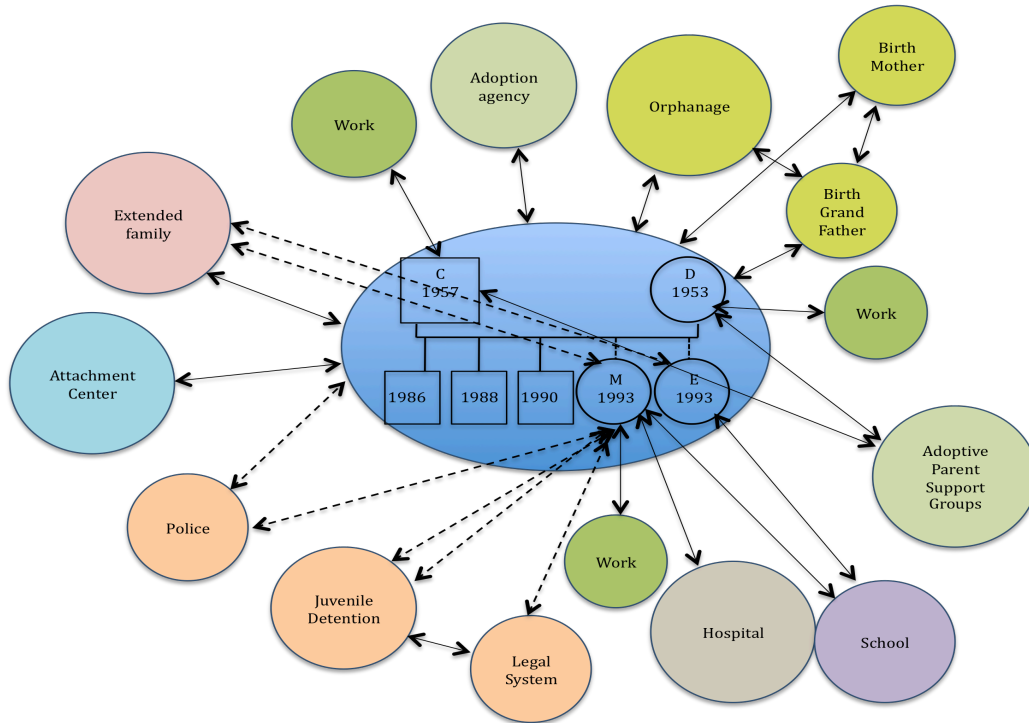 Birth
Mother
Adoption
agency
Orphanage
Work
Birth
Grand
Father
Extended
family
C
1957
D
1953
Work
Attachment
Center
1986
1988
1990
M
1993
E
1993
Adoptive
Parent
Support
Groups
Police
Work
Juvenile
Detention
Hospital
School
Legal
System